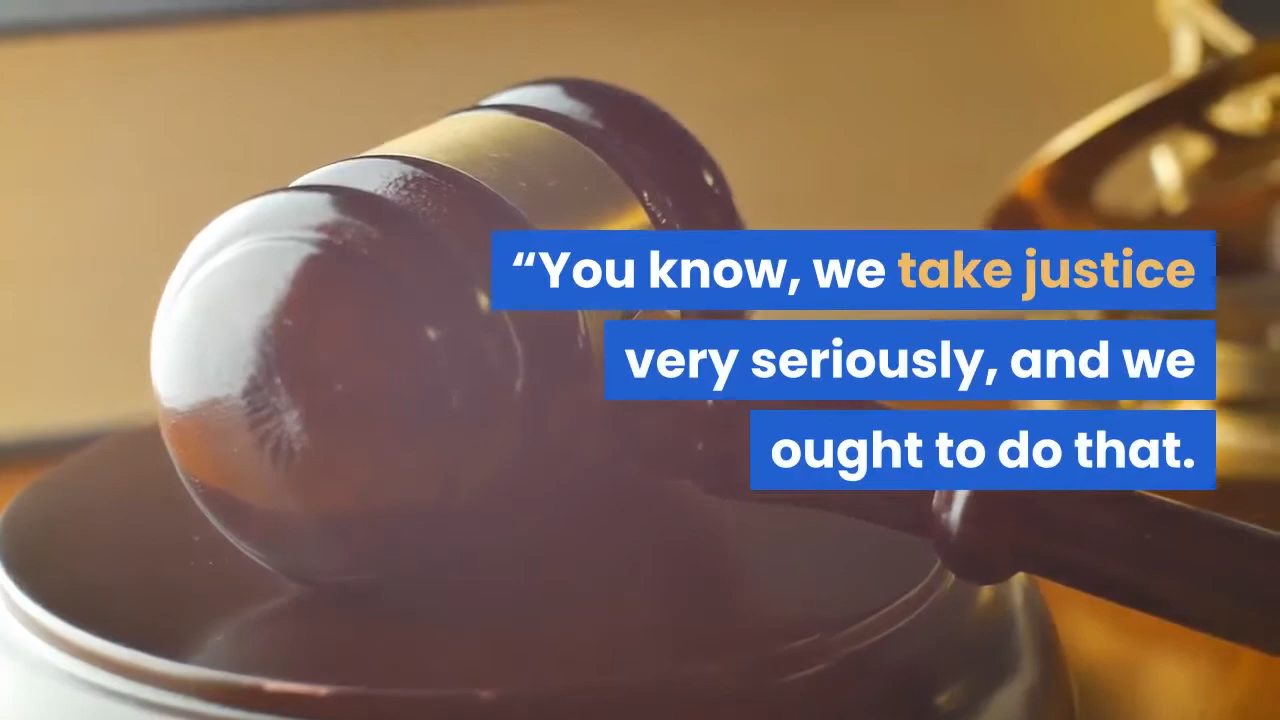 “You know, we take justice
very seriously, and we
ought to do that.